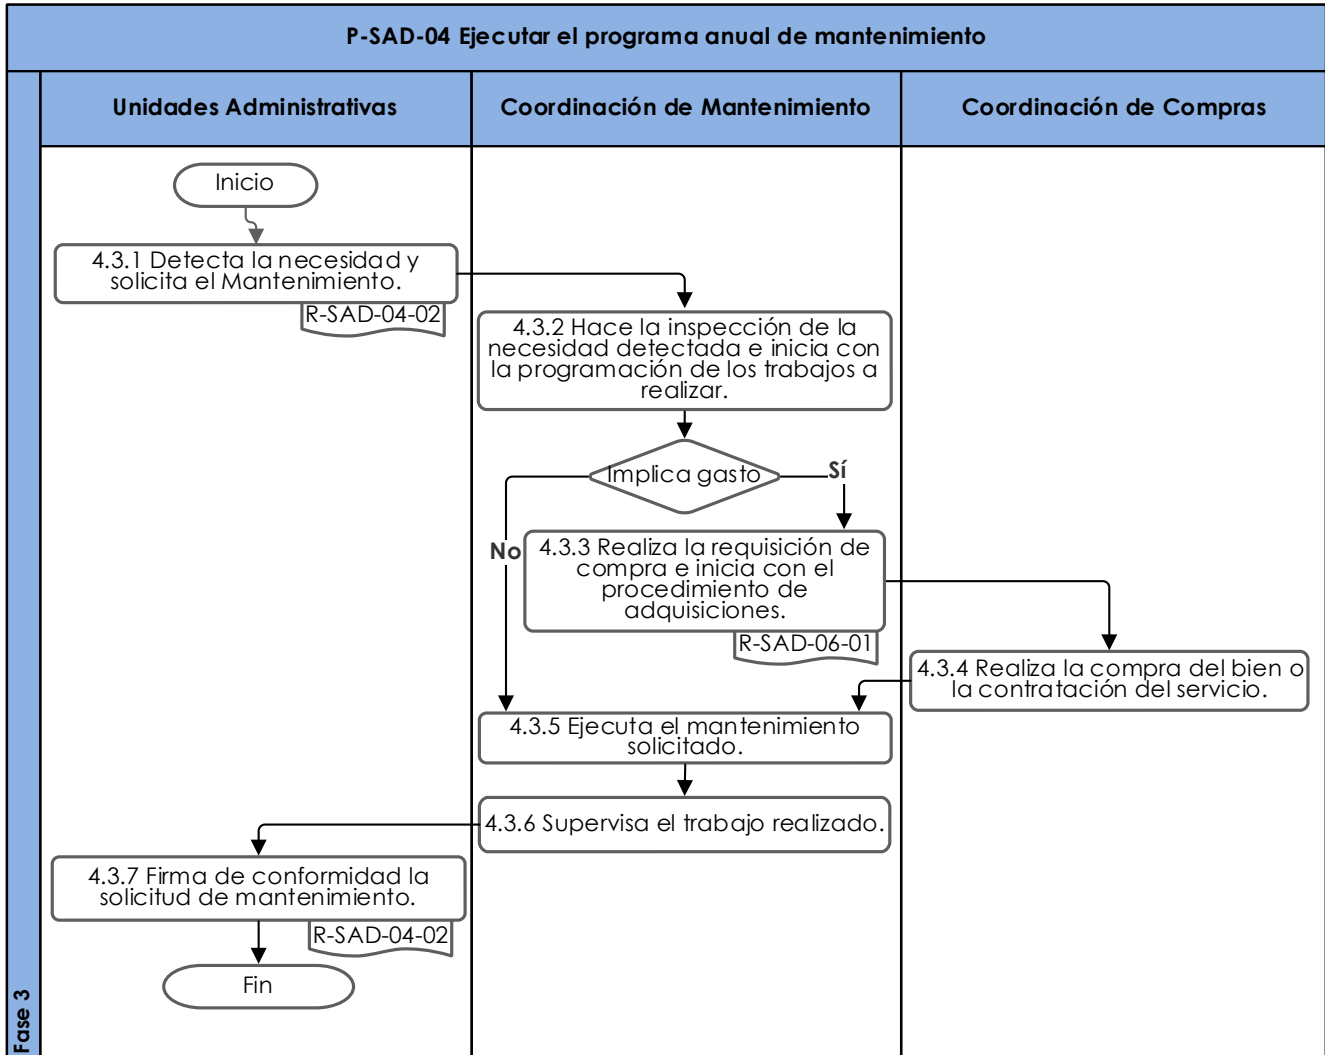 P-SAD-04 Ejecutar el programa anual de mantenimiento
Unidades Administrativas
Coordinación de Mantenimiento
Coordinación de Compras
Inicio
4.3.1 Detecta la necesidad y
solicita el Mantenimiento.
R-SAD-04-02
4.3.2 Hace la inspección de la
necesidad detectada e inicia con
la programación de los trabajos a
realizar.
Implica gasto
Sí
No
4.3.3 Realiza la requisición de
compra e inicia con el
procedimiento de
adquisiciones.
R-SAD-06-01
4.3.4 Realiza la compra del bien o
la contratación del servicio.
4.3.5 Ejecuta el mantenimiento
solicitado.
4.3.6 Supervisa el trabajo realizado.
4.3.7 Firma de conformidad la
solicitud de mantenimiento.
R-SAD-04-02
Fin
Fase 3